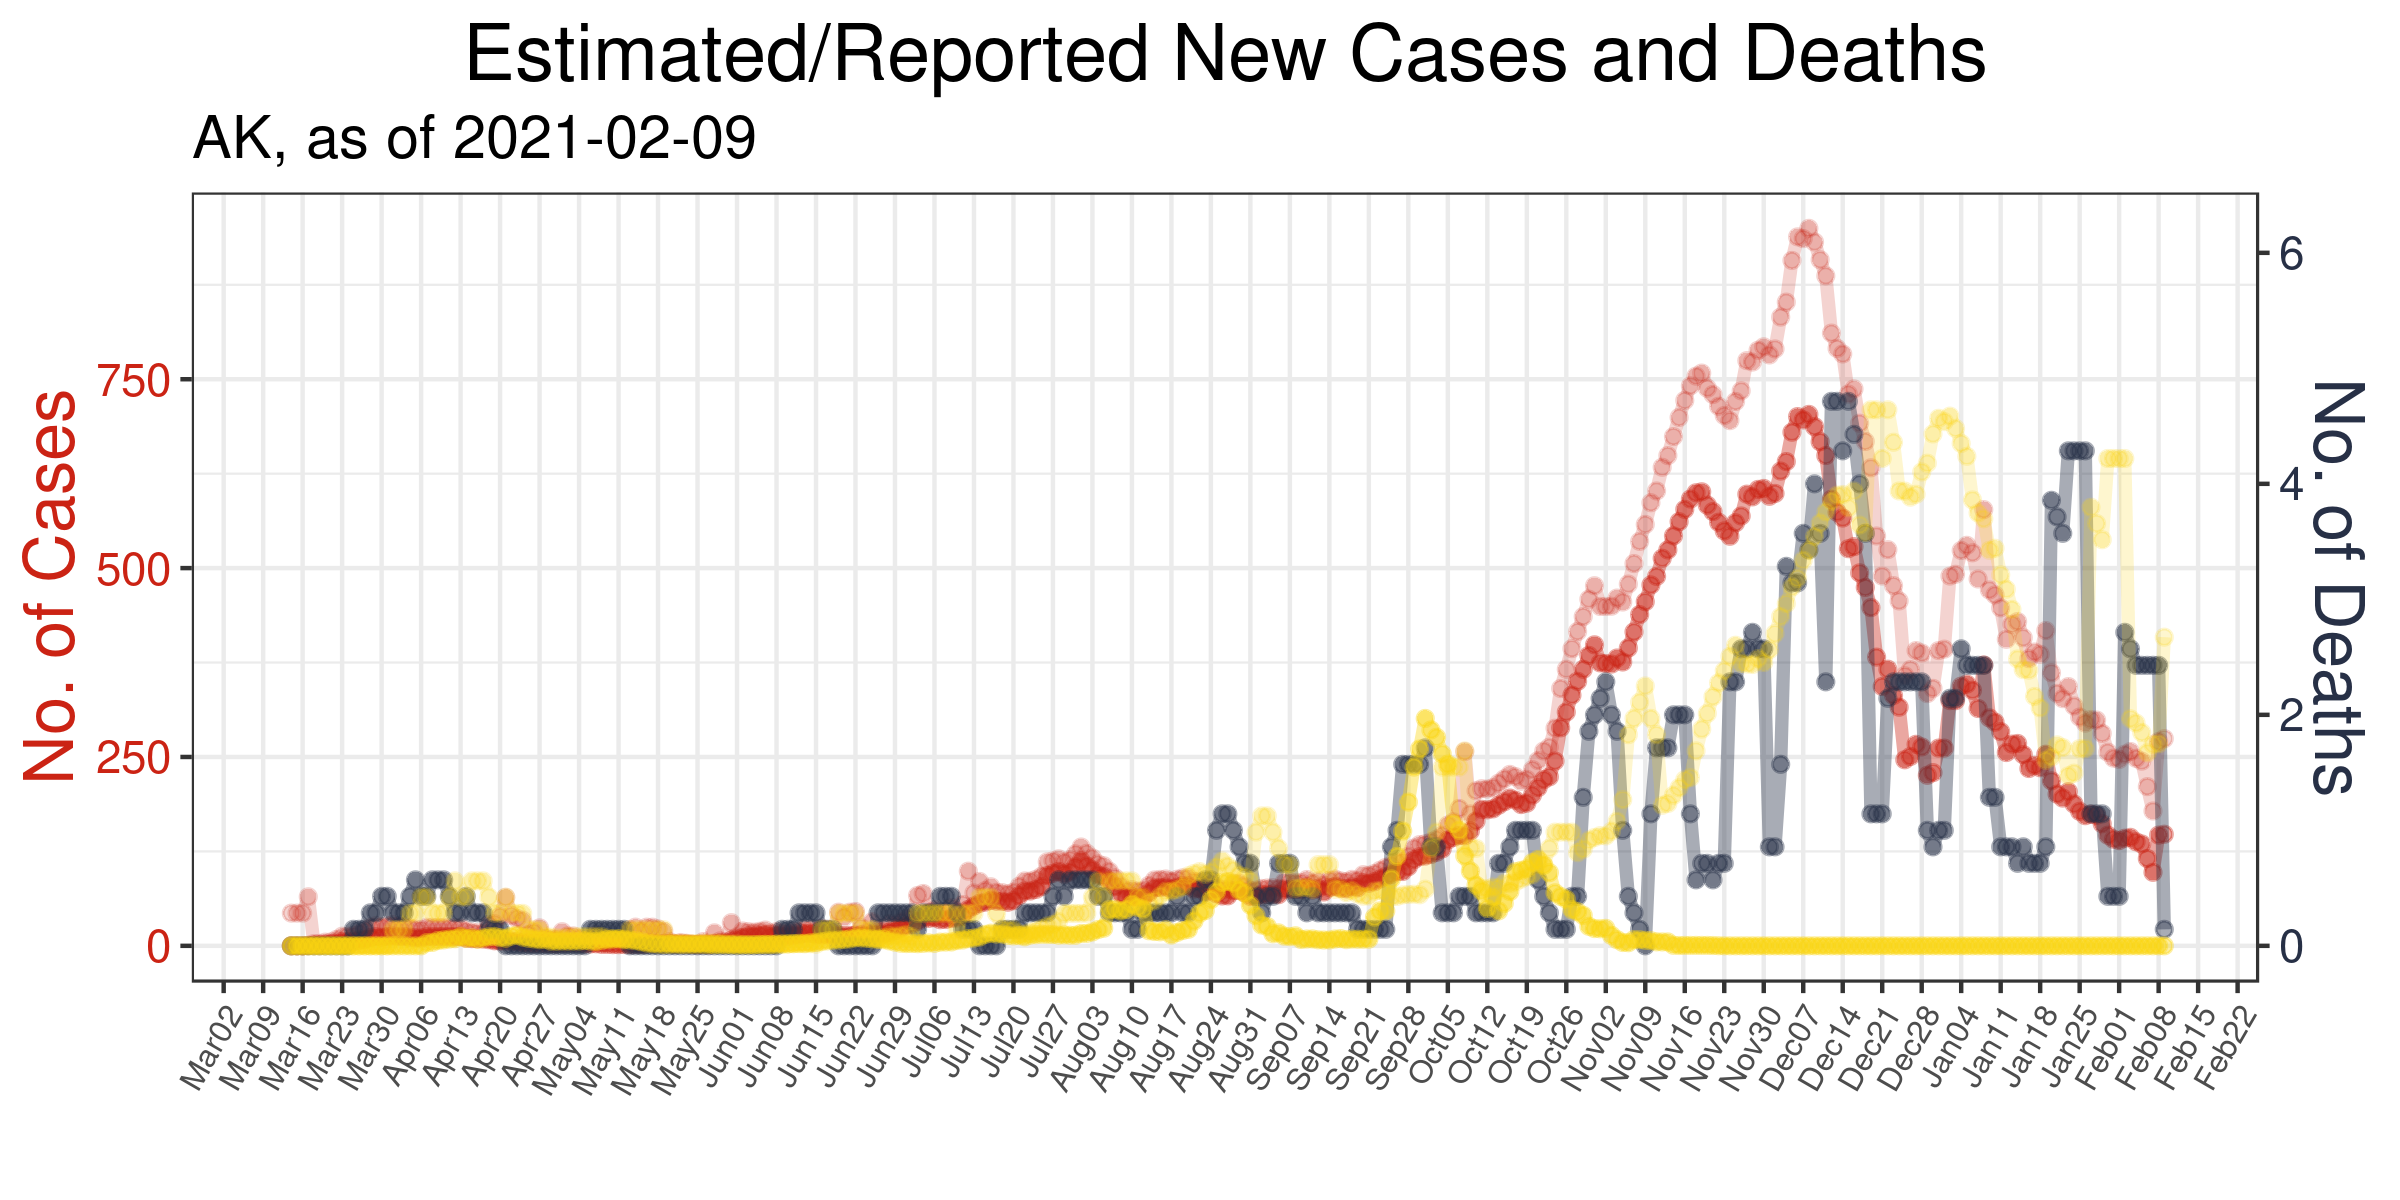 Estimated/Reported New Cases and Deaths
AK, as of 2021-02-09
No. of Cases
750
500
250
0
6
4
2
0
No. of Deaths
Mar02 Mar09 Mar16 Mar23 Mar30 Apr06 Apr13 Apr20 Apr27 May04 May11 May18 May25 Jun01 Jun08 Jun15 Jun22 Jun29 Jul06 Jul13 Jul20 Jul27 Aug03 Aug10 Aug17 Aug24 Aug31 Sep07 Sep14 Sep21 Sep28 Oct05 Oct12 Oct19 Oct26 Nov02 Nov09 Nov16 Nov23 Nov30 Dec07 Dec14 Dec21 Dec28 Jan04 Jan11 Jan18 Jan25 Feb01 Feb08 Feb15 Feb22